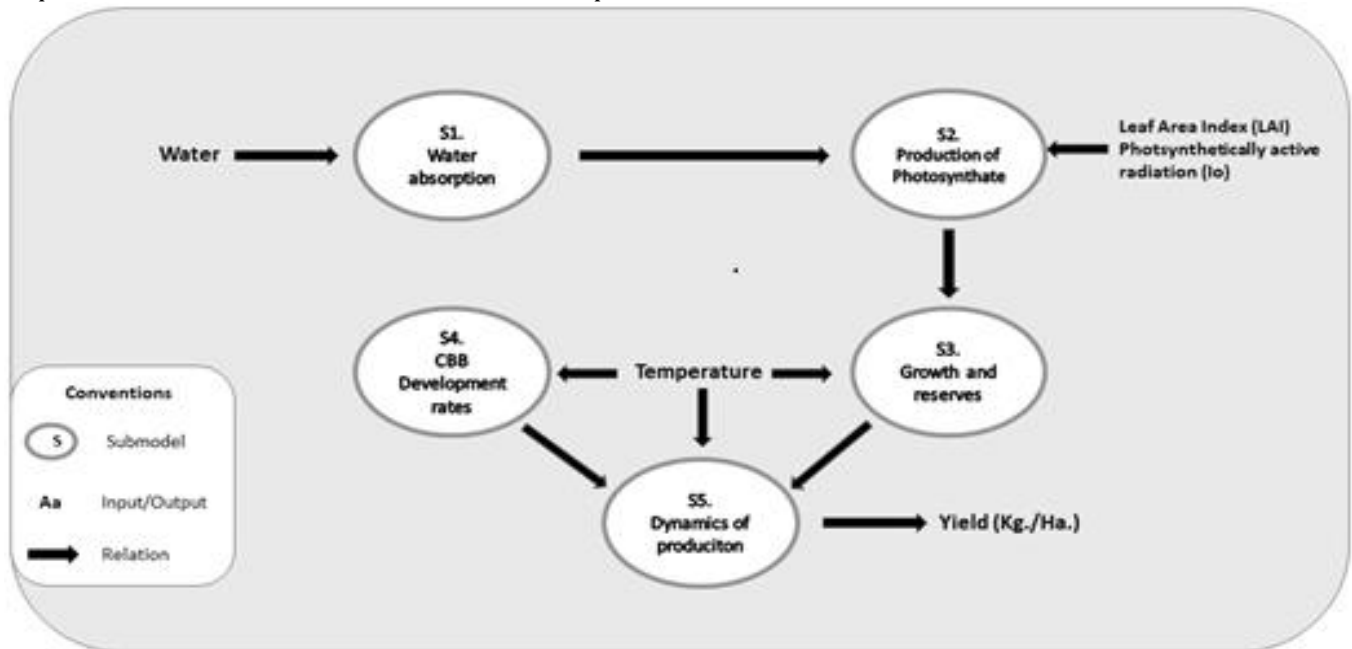 S1.
Water
absorption
Water
S2.
Production of
Photosynthate
Leaf Area Index (LAI)
Photsynthetically active
radiation (Io)
S4.
CBB
Development
rates
Temperature
S3.
Growth and
reserves
S5.
Dynamics of
produciton
Yield (Kg./Ha.)
Conventions
S Submodel
Aa Input/Output
Relation